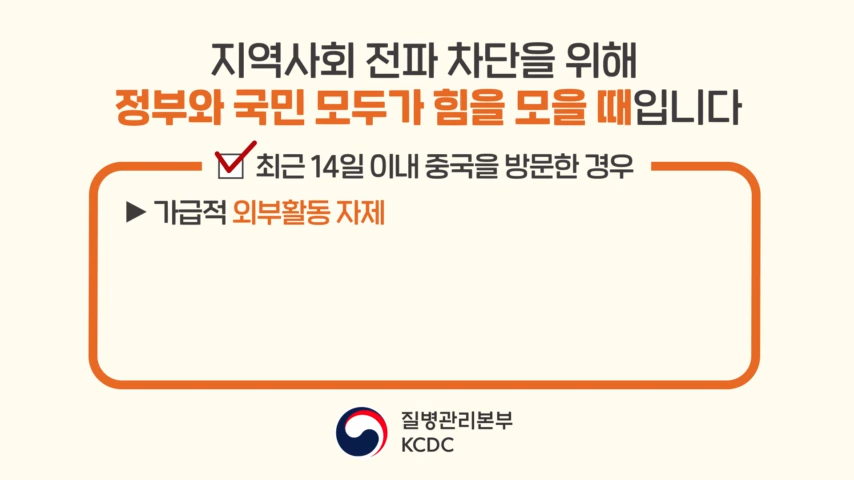 지역사회 전파 차단을 위해
정부와 국민 모두가 힘을 모을 때입니다
최근 14일 이내 중국을 방문한 경우
▶ 가급적 외부활동 자제
질병관리본부
KCDC